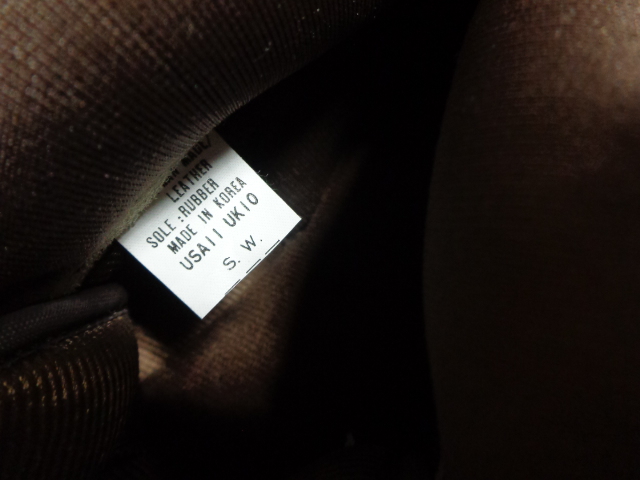 LEATHER
SOLE:RUBBER
MADE IN KOREA
USA11 UK10
S. W.